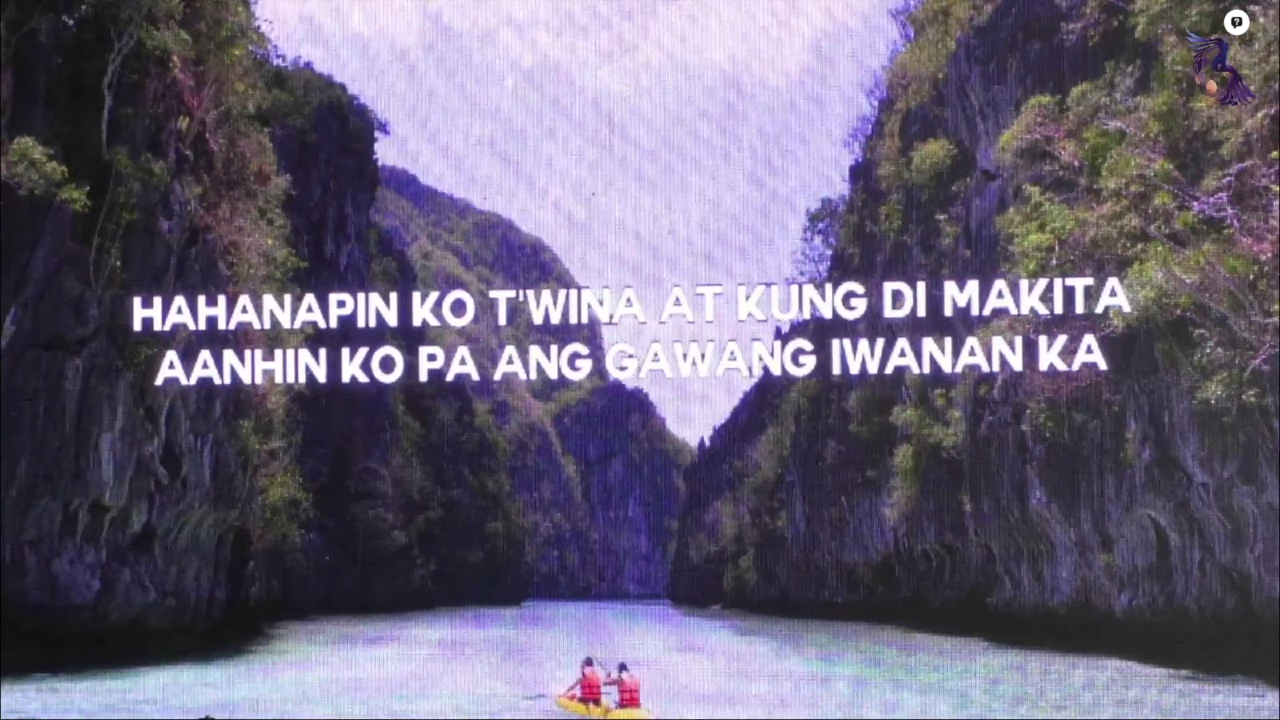 HAHANAPIN KO T'WINA AT KUNG DI MAKITA
AANHIN KO PA ANG GAWANG IWANAN KA